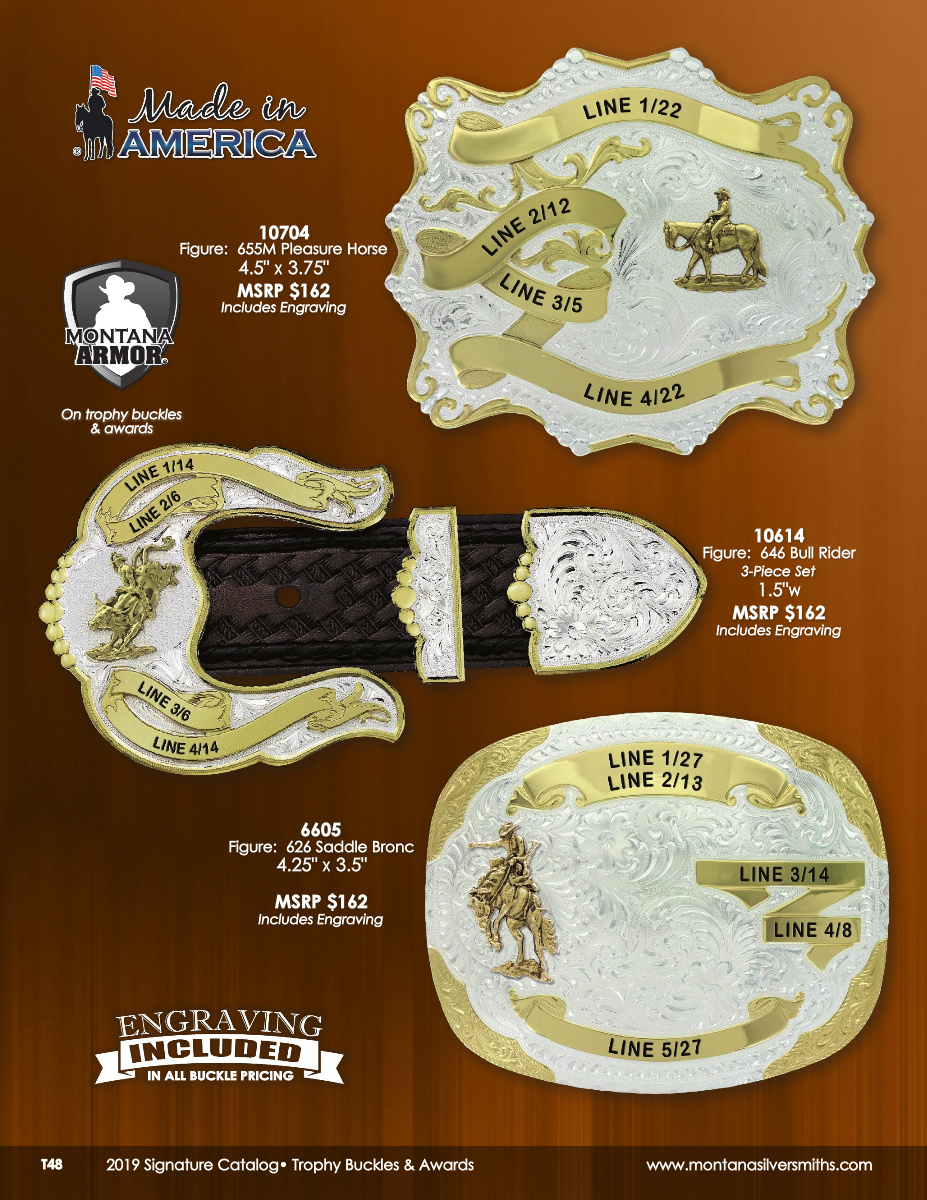 Made in
AMERICA
®
LINE 1/22
LINE 2/12
LINE 3/5
LINE 4/22
10704
Figure: 655M Pleasure Horse
4.5" x 3.75"
MSRP $162
Includes Engraving
MONTANA
ARMOR®
On trophy buckles
& awards
LINE 1/14
LINE 2/6
LINE 3/6
LINE 4/14
10614
Figure: 646 Bull Rider
3-Piece Set
1.5"w
MSRP $162
Includes Engraving
LINE 1/27
LINE 2/13
LINE 3/14
LINE 4/8
LINE 5/27
6605
Figure: 626 Saddle Bronc
4.25" x 3.5"
MSRP $162
Includes Engraving
ENGRAVING
INCLUDED
IN ALL BUCKLE PRICING
T48 2019 Signature Catalog• Trophy Buckles & Awards www.montanasilversmiths.com